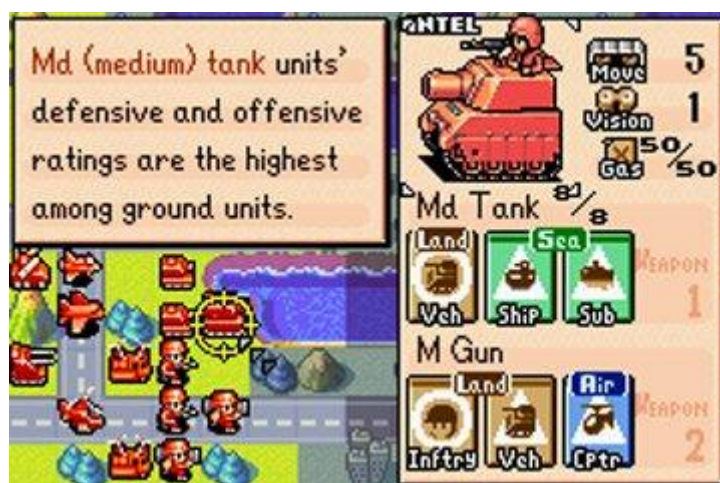 Md (medium) tank units'
defensive and offensive
ratings are the highest
among ground units.
INTEL
Move 5
Vision 1
Gas 50/50
Md Tank 8/8
Land Sea
Veh Ship Sub
WEAPON
1
M Gun
Land Air
Inftry Veh Cptr
WEAPON
2